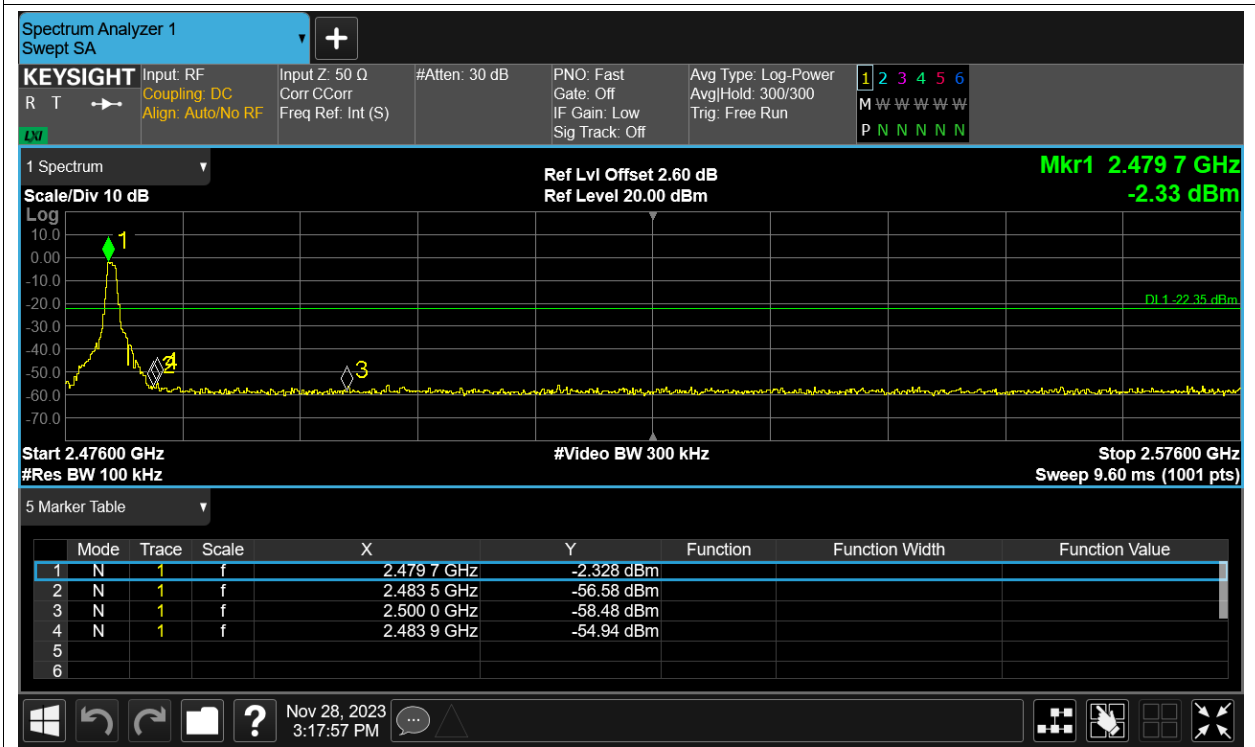 Spectrum Analyzer 1
Swept SA
+
KEYSIGHT Input: RF Input Z: 50 Ω #Atten: 30 dB PNO: Fast Avg Type: Log-Power 1 2 3 4 5 6
Coupling: DC Corr CCorr Gate: Off Avg|Hold: 300/300
R T Align: Auto/No RF Freq Ref: Int (S) IF Gain: Low Trig: Free Run M W W W W W
LXI Sig Track: Off P N N N N N
1 Spectrum Ref Lvl Offset 2.60 dB Mkr1 2.479 7 GHz
Scale/Div 10 dB Ref Level 20.00 dBm -2.33 dBm
Log
10.0
1
0.00
-10.0
-20.0 DL1 -22.35 dBm
-30.0
-40.0
2 4 3
-50.0
-60.0
-70.0
Start 2.47600 GHz #Video BW 300 kHz Stop 2.57600 GHz
#Res BW 100 kHz Sweep 9.60 ms (1001 pts)
5 Marker Table
Mode Trace Scale X Y Function Function Width Function Value
1 N 1 f 2.479 7 GHz -2.328 dBm
2 N 1 f 2.483 5 GHz -56.58 dBm
3 N 1 f 2.500 0 GHz -58.48 dBm
4 N 1 f 2.483 9 GHz -54.94 dBm
5
6
? Nov 28, 2023
3:17:57 PM